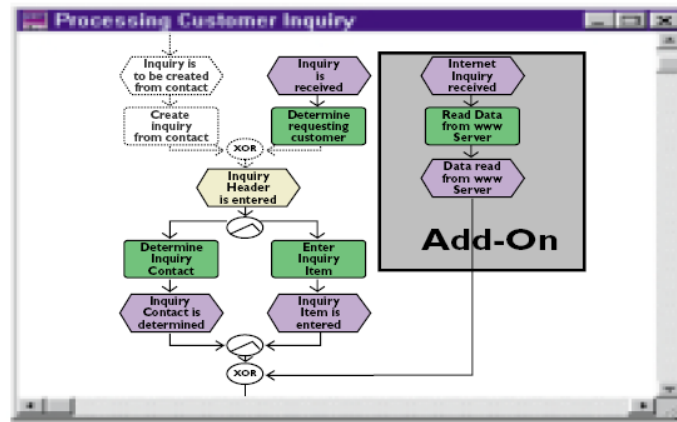 Processing Customer Inquiry
Inquiry is
to be created
from contact
Inquiry
is
received
Internet
Inquiry
received
Create
inquiry
from contact
Determine
requesting
customer
Read Data
from www
Server
XOR
Inquiry
Header
is entered
Data read
from www
Server
Determine
Inquiry
Contact
Enter
Inquiry
Item
Add-On
Inquiry
Contact is
determined
Inquiry
Item is
entered
XOR